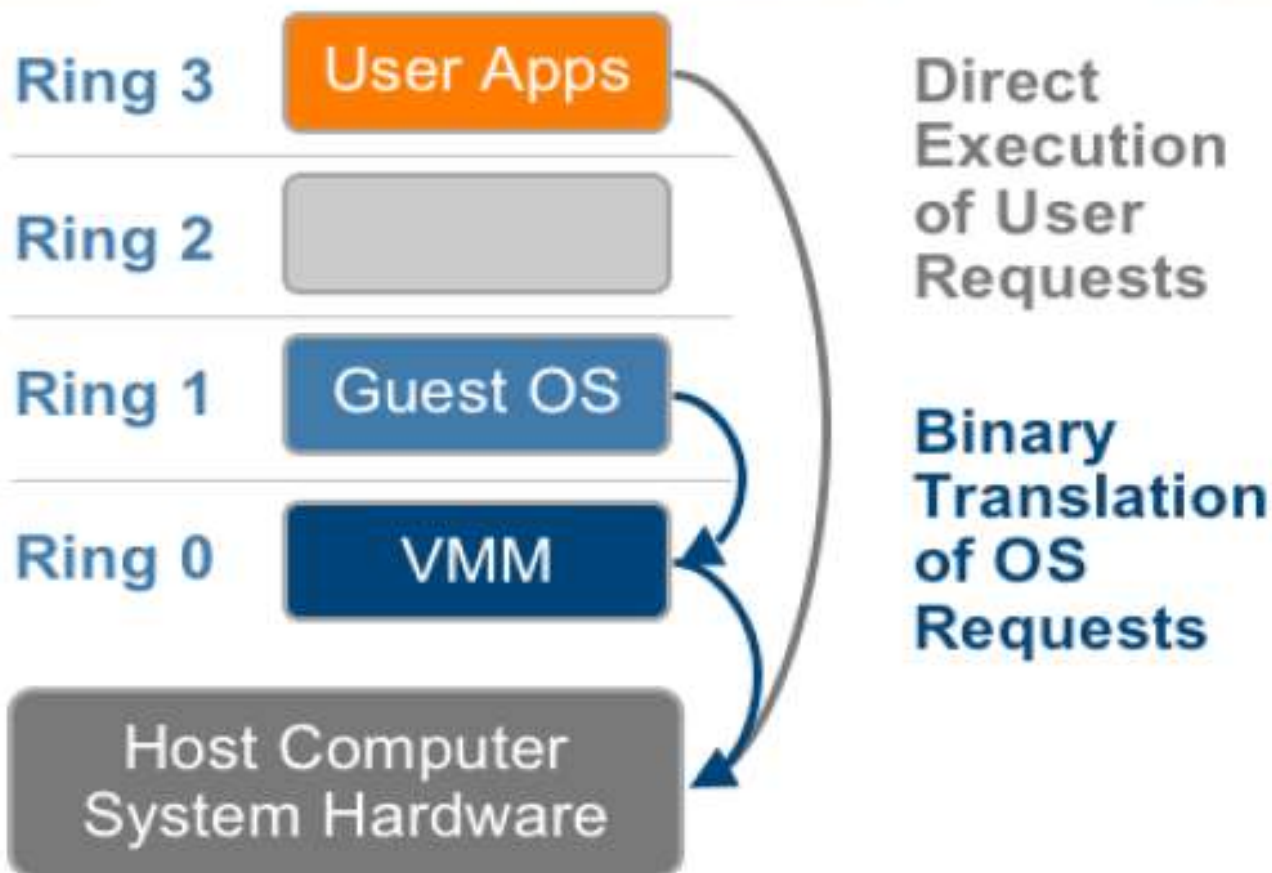 Ring 3
User Apps
Ring 2
Ring 1
Guest OS
Ring 0
VMM
Host Computer
System Hardware
Direct
Execution
of User
Requests
Binary
Translation
of OS
Requests